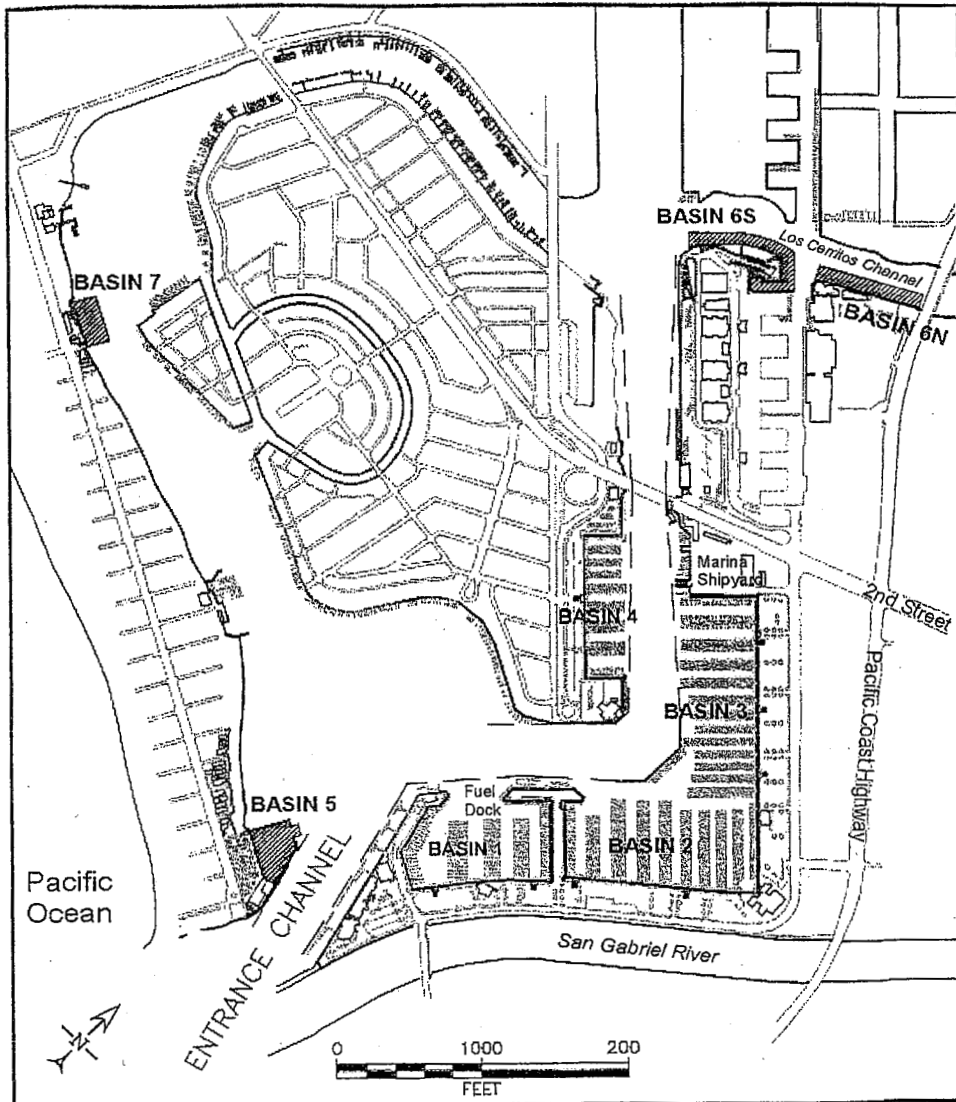 BASIN 6S
Los Cerritos Channel
BASIN 7
BASIN 6N
Marina
Shipyard
2nd Street
BASIN 4
Pacific Coast Highway
BASIN 3
Fuel
Dock
BASIN 5
BASIN 1
BASIN 2
Pacific
Ocean
ENTRANCE CHANNEL
San Gabriel River
N
0 1000 200
FEET